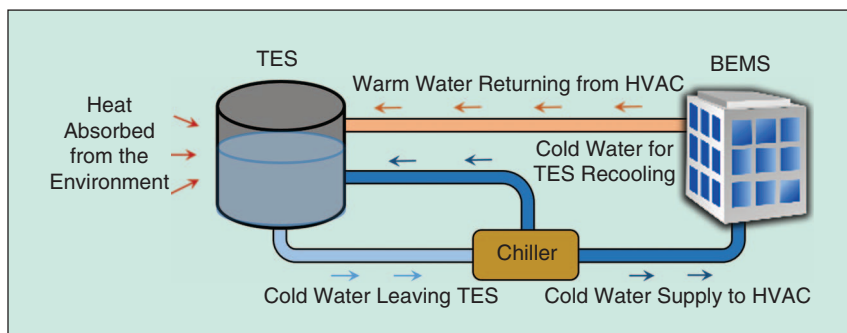 TES
BEMS
Warm Water Returning from HVAC
Heat
Absorbed
from the
Environment
Cold Water for
TES Recooling
Chiller
Cold Water Leaving TES
Cold Water Supply to HVAC